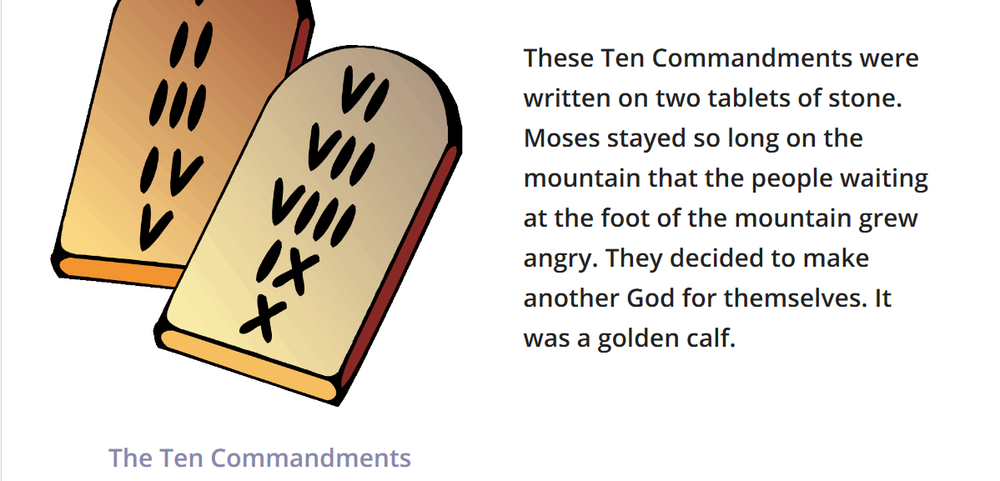 II
III
IV
V
VI
VII
VIII
IX
X
These Ten Commandments were
written on two tablets of stone.
Moses stayed so long on the
mountain that the people waiting
at the foot of the mountain grew
angry. They decided to make
another God for themselves. It
was a golden calf.
The Ten Commandments